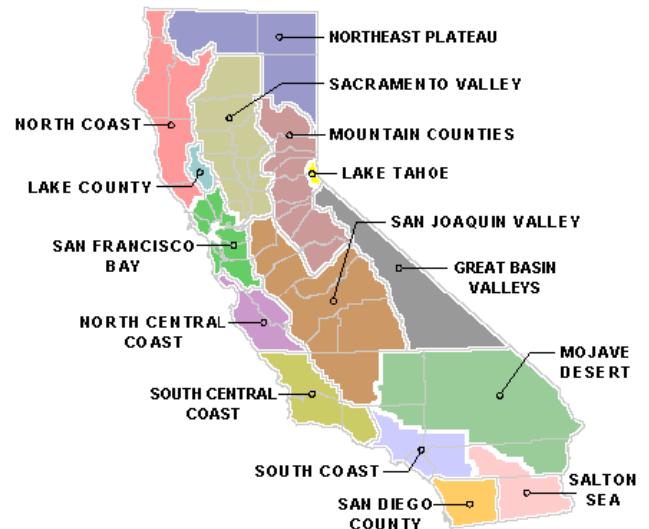 NORTHEAST PLATEAU
SACRAMENTO VALLEY
NORTH COAST
MOUNTAIN COUNTIES
LAKE TAHOE
LAKE COUNTY
SAN JOAQUIN VALLEY
SAN FRANCISCO
BAY
GREAT BASIN
VALLEYS
NORTH CENTRAL
COAST
MOJAVE
DESERT
SOUTH CENTRAL
COAST
SOUTH COAST
SALTON
SEA
SAN DIEGO
COUNTY